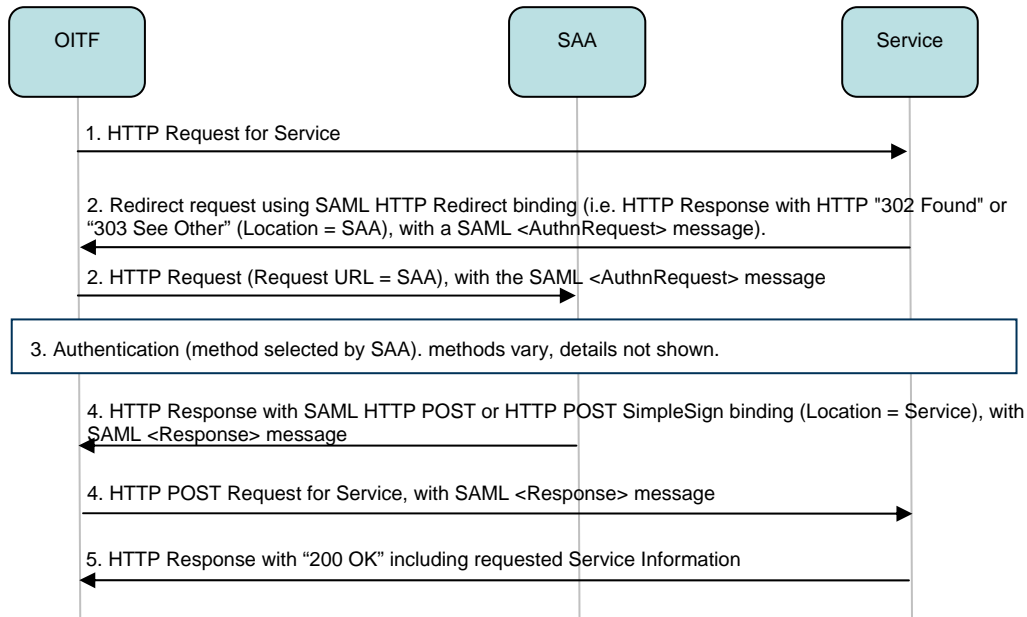 OITF
SAA
Service
1. HTTP Request for Service
2. Redirect request using SAML HTTP Redirect binding (i.e. HTTP Response with HTTP "302 Found" or
“303 See Other” (Location = SAA), with a SAML <AuthnRequest> message).
2. HTTP Request (Request URL = SAA), with the SAML <AuthnRequest> message
3. Authentication (method selected by SAA). methods vary, details not shown.
4. HTTP Response with SAML HTTP POST or HTTP POST SimpleSign binding (Location = Service), with
SAML <Response> message
4. HTTP POST Request for Service, with SAML <Response> message
5. HTTP Response with “200 OK” including requested Service Information